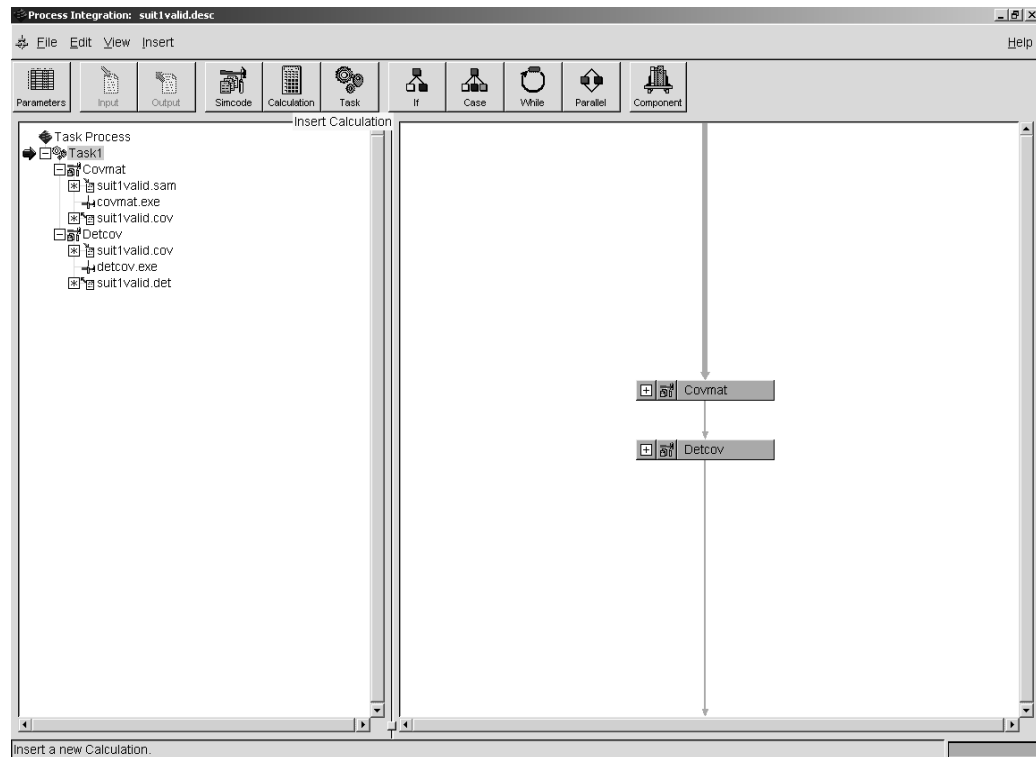 Process Integration: suit1valid.desc
File Edit View Insert Help
Parameters Input Output Simcode Calculation Task If Case While Parallel Component
Insert Calculation
Task Process
Task1
Covmat
suit1valid.sam
covmat.exe
suit1valid.cov
Detcov
suit1valid.cov
detcov.exe
suit1valid.det
Covmat
Detcov
Insert a new Calculation.